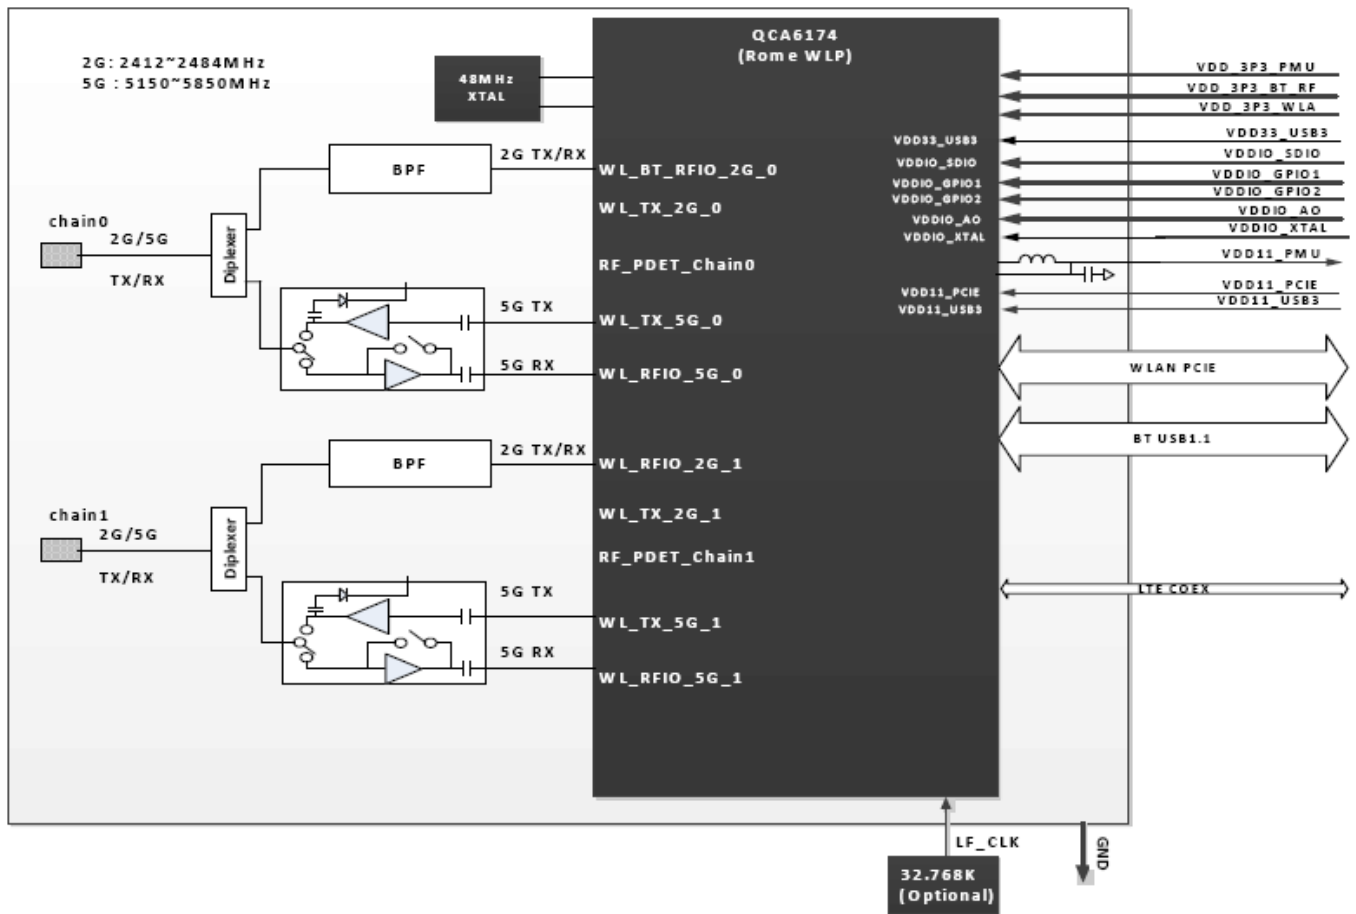 QCA6174
(Rome WLP)
2G: 2412~2484MHz
5G : 5150~5850MHz
48MHz
XTAL
VDD_3P3_PMU
VDD_3P3_BT_RF
VDD_3P3_WLA
VDD33_USB3
VDD33_USB3
VDDIO_SDIO
VDDIO_SDIO
VDDIO_GPIO1
VDDIO_GPIO1
VDDIO_GPIO2
VDDIO_GPIO2
VDDIO_AO
VDDIO_AO
VDDIO_XTAL
VDDIO_XTAL
VDD11_PMU
VDD11_PCIE
VDD11_PCIE
VDD11_USB3
VDD11_USB3
BPF
2G TX/RX
WL_BT_RFIO_2G_0
WL_TX_2G_0
chain0
2G/5G
TX/RX
Diplexer
RF_PDET_Chain0
5G TX
WL_TX_5G_0
5G RX
WL_RFIO_5G_0
WLAN PCIE
BT USB1.1
BPF
2G TX/RX
WL_RFIO_2G_1
WL_TX_2G_1
chain1
2G/5G
TX/RX
Diplexer
RF_PDET_Chain1
5G TX
WL_TX_5G_1
5G RX
WL_RFIO_5G_1
LTE COEX
LF_CLK
GND
32.768K
(Optional)